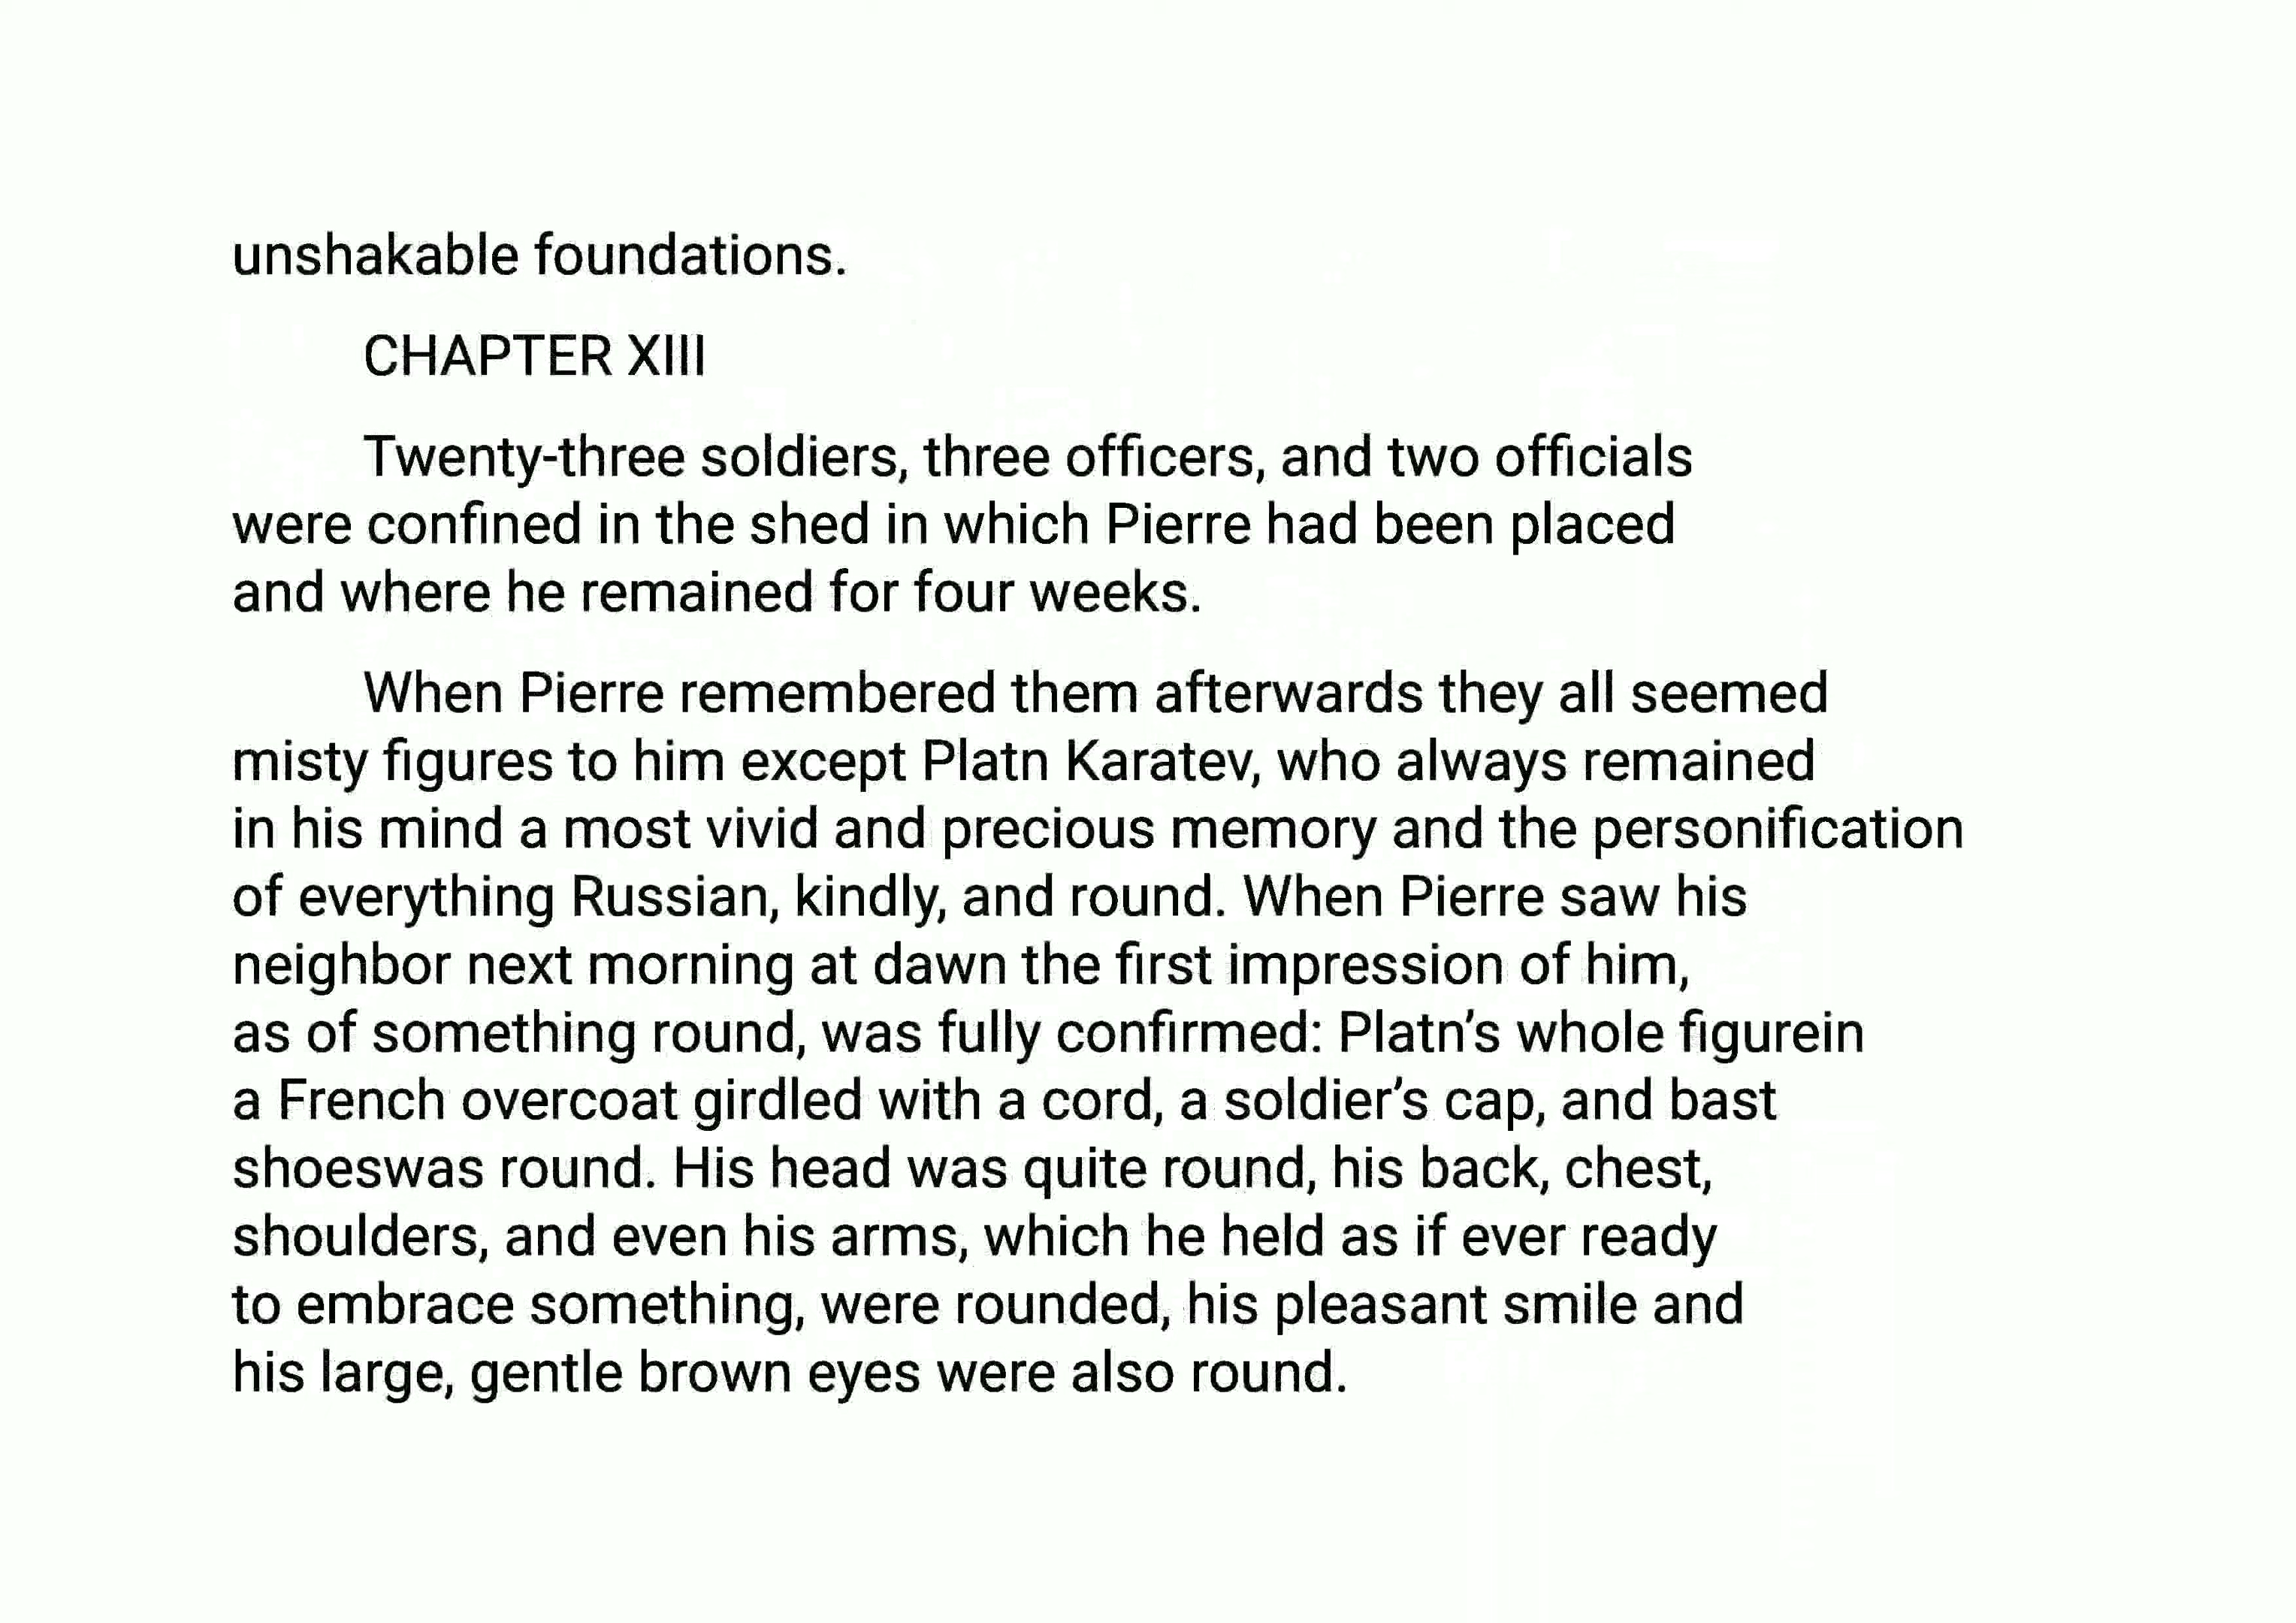 unshakable foundations.
CHAPTER XIII
Twenty-three soldiers, three officers, and two officials
were confined in the shed in which Pierre had been placed
and where he remained for four weeks.
When Pierre remembered them afterwards they all seemed
misty figures to him except Platn Karatev, who always remained
in his mind a most vivid and precious memory and the personification
of everything Russian, kindly, and round. When Pierre saw his
neighbor next morning at dawn the first impression of him,
as of something round, was fully confirmed: Platn’s whole figurein
a French overcoat girdled with a cord, a soldier’s cap, and bast
shoeswas round. His head was quite round, his back, chest,
shoulders, and even his arms, which he held as if ever ready
to embrace something, were rounded, his pleasant smile and
his large, gentle brown eyes were also round.